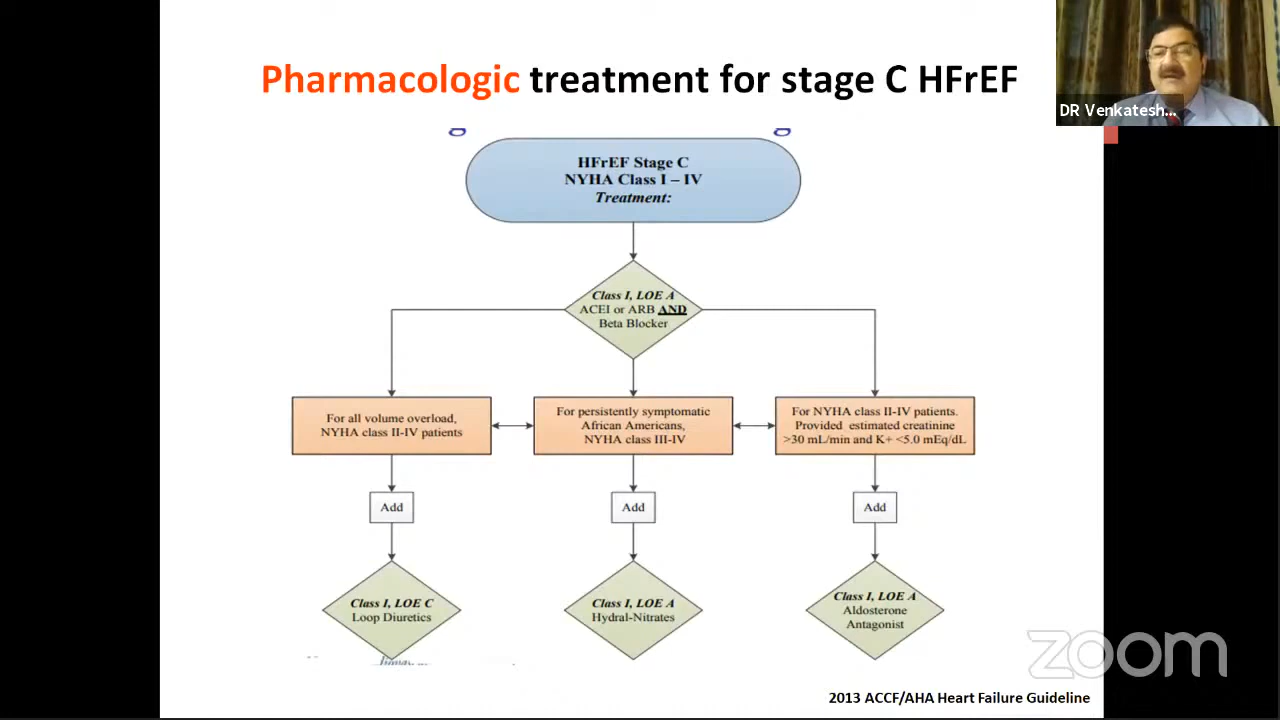 Pharmacologic treatment for stage C HFrEF
DR Venkatesh...
HFrEF Stage C
NYHA Class I – IV
Treatment:
Class I, LOE A
ACEI or ARB AND
Beta Blocker
For all volume overload,
NYHA class II-IV patients
For persistently symptomatic
African Americans,
NYHA class III-IV
For NYHA class II-IV patients.
Provided estimated creatinine
>30 mL/min and K+ <5.0 mEq/dL
Add
Add
Add
Class I, LOE C
Loop Diuretics
Class I, LOE A
Hydral-Nitrates
Class I, LOE A
Aldosterone
Antagonist
zoom
2013 ACCF/AHA Heart Failure Guideline